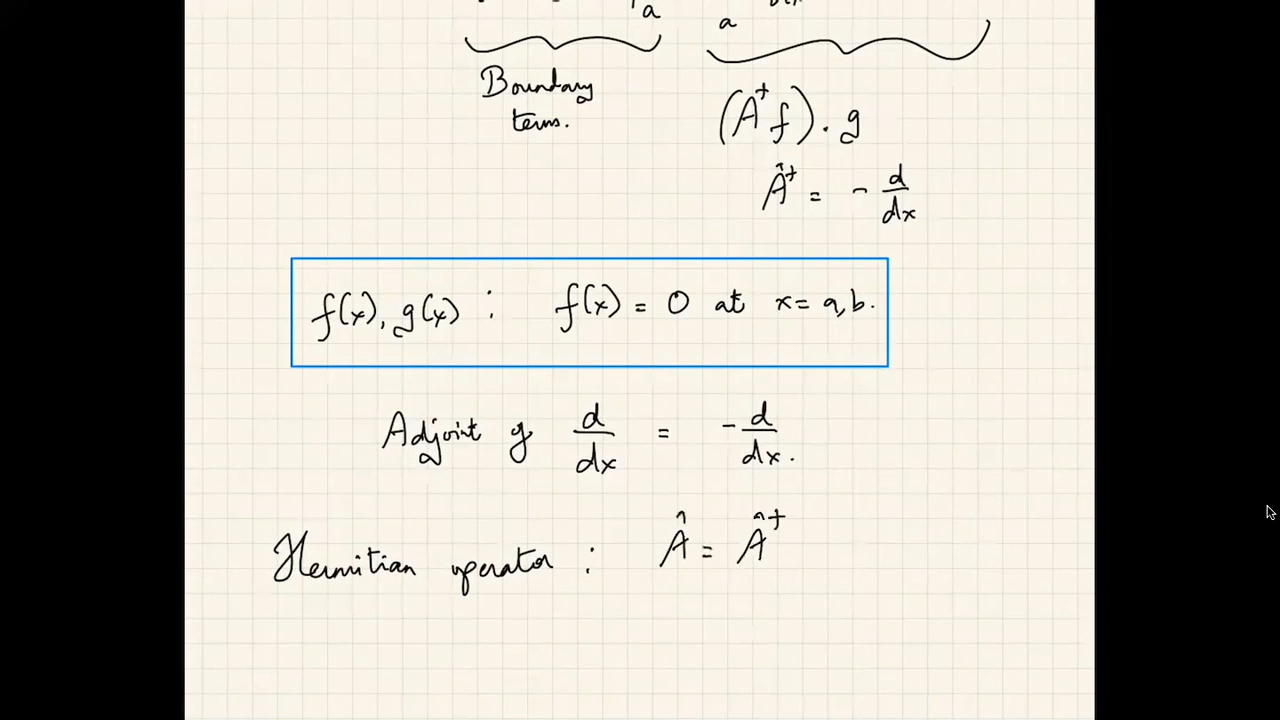 a
a
Boundary
terms.
(A†f) . g
Â† = - d/dx
f(x), g(x) : f(x) = 0 at x = a, b.
Adjoint of d/dx = - d/dx.
Hermitian operator : Â = Â†